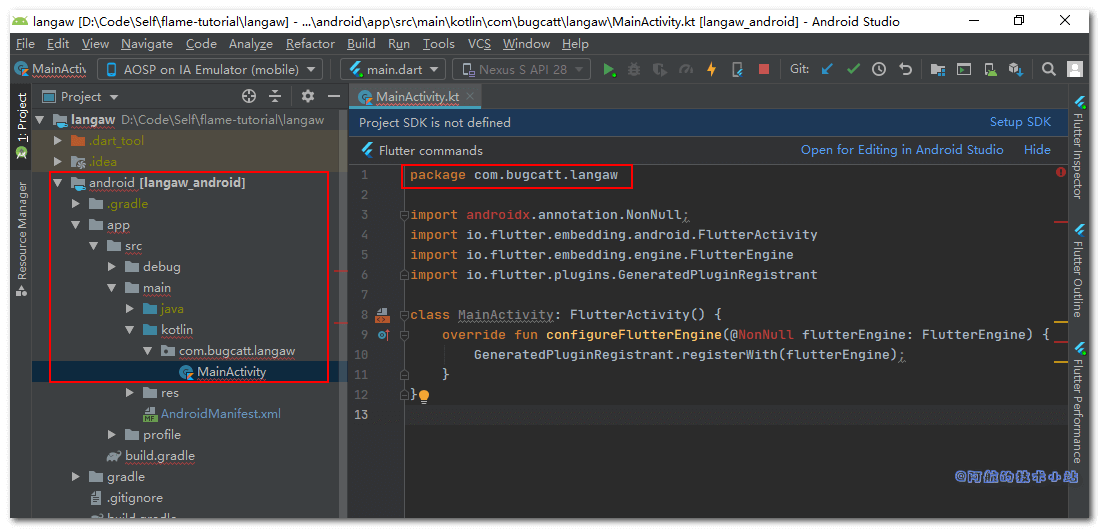 langaw [D:\Code\Self\flame-tutorial\langaw] - ...\android\app\src\main\kotlin\com\bugcatt\langaw\MainActivity.kt [langaw_android] - Android Studio
File Edit View Navigate Code Analyze Refactor Build Run Tools VCS Window Help
MainActiv AOSP on IA Emulator (mobile) main.dart Nexus S API 28 Git:
1: Project
Resource Manager
Project
langaw D:\Code\Self\flame-tutorial\langaw
.dart_tool
.idea
android [langaw_android]
.gradle
app
src
debug
main
java
kotlin
com.bugcatt.langaw
MainActivity
res
AndroidManifest.xml
profile
build.gradle
gradle
.gitignore
build.gradle
MainActivity.kt
Project SDK is not defined Setup SDK
Flutter commands Open for Editing in Android Studio Hide
1 package com.bugcatt.langaw
2
3 import androidx.annotation.NonNull;
4 import io.flutter.embedding.android.FlutterActivity
5 import io.flutter.embedding.engine.FlutterEngine
6 import io.flutter.plugins.GeneratedPluginRegistrant
7
8 class MainActivity: FlutterActivity() {
9 override fun configureFlutterEngine(@NonNull flutterEngine: FlutterEngine) {
10 GeneratedPluginRegistrant.registerWith(flutterEngine);
11 }
12 }
13
Flutter Inspector
Flutter Outline
Flutter Performance
@阿航的技术小站